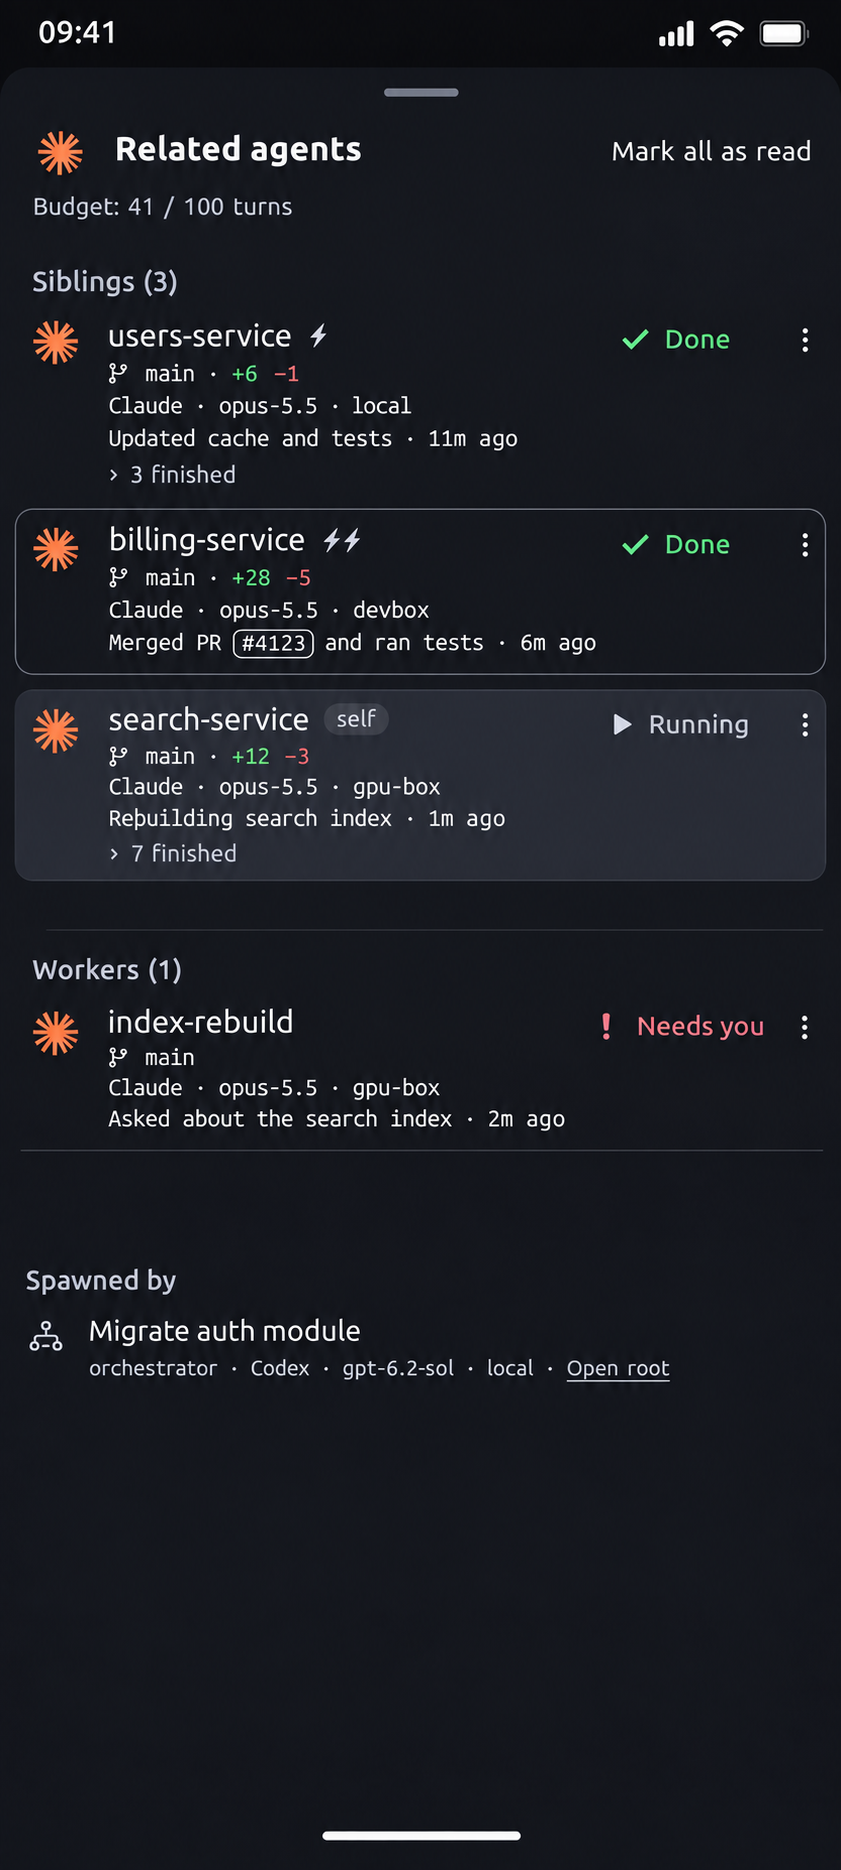 09:41
Related agents
Mark all as read
Budget: 41 / 100 turns
Siblings (3)
users-service
Done
main · +6 −1
Claude · opus-5.5 · local
Updated cache and tests · 11m ago
› 3 finished
billing-service
Done
main · +28 −5
Claude · opus-5.5 · devbox
Merged PR #4123 and ran tests · 6m ago
search-service self
Running
main · +12 −3
Claude · opus-5.5 · gpu-box
Reþuilding search index · 1m ago
› 7 finished
Workers (1)
index-rebuild
! Needs you
main
Claude · opus-5.5 · gpu-box
Asked about the search index · 2m ago
Spawned by
Migrate auth module
orchestrator · Codex · gpt-6.2-sol · local · Open root